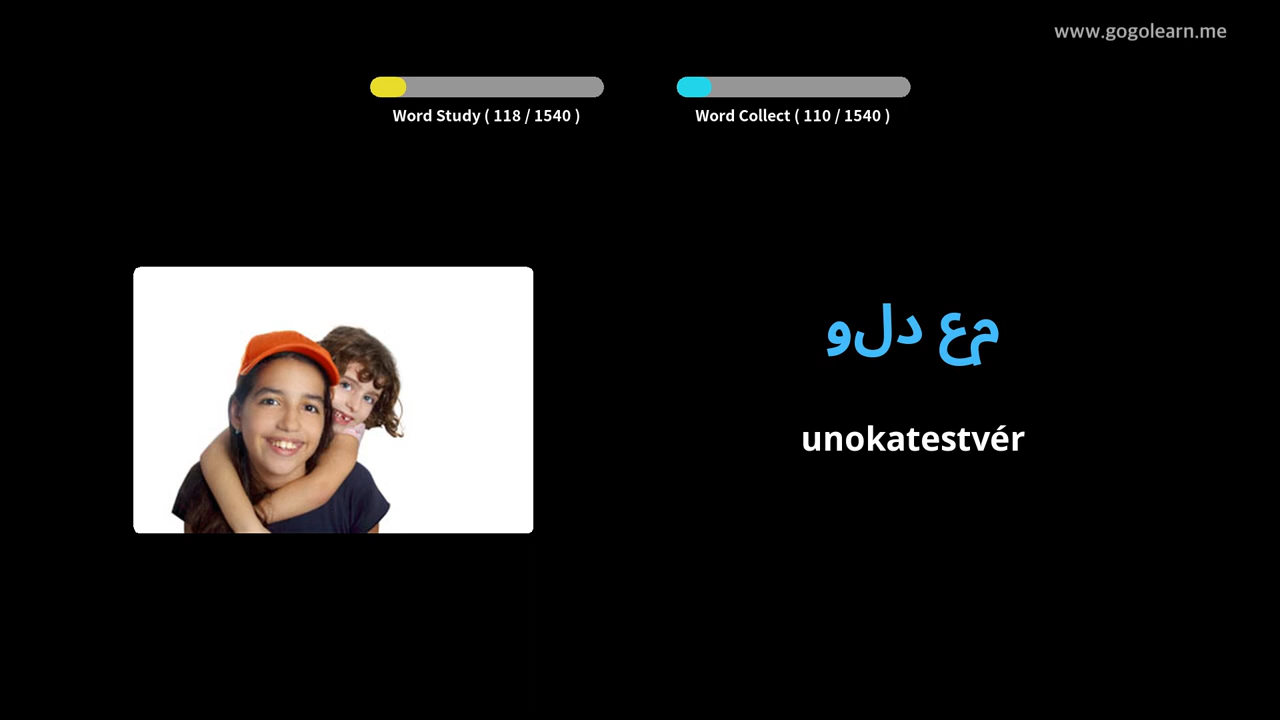 www.gogolearn.me
Word Study ( 118 / 1540 )
Word Collect ( 110 / 1540 )
ولد عم
unokatestvér